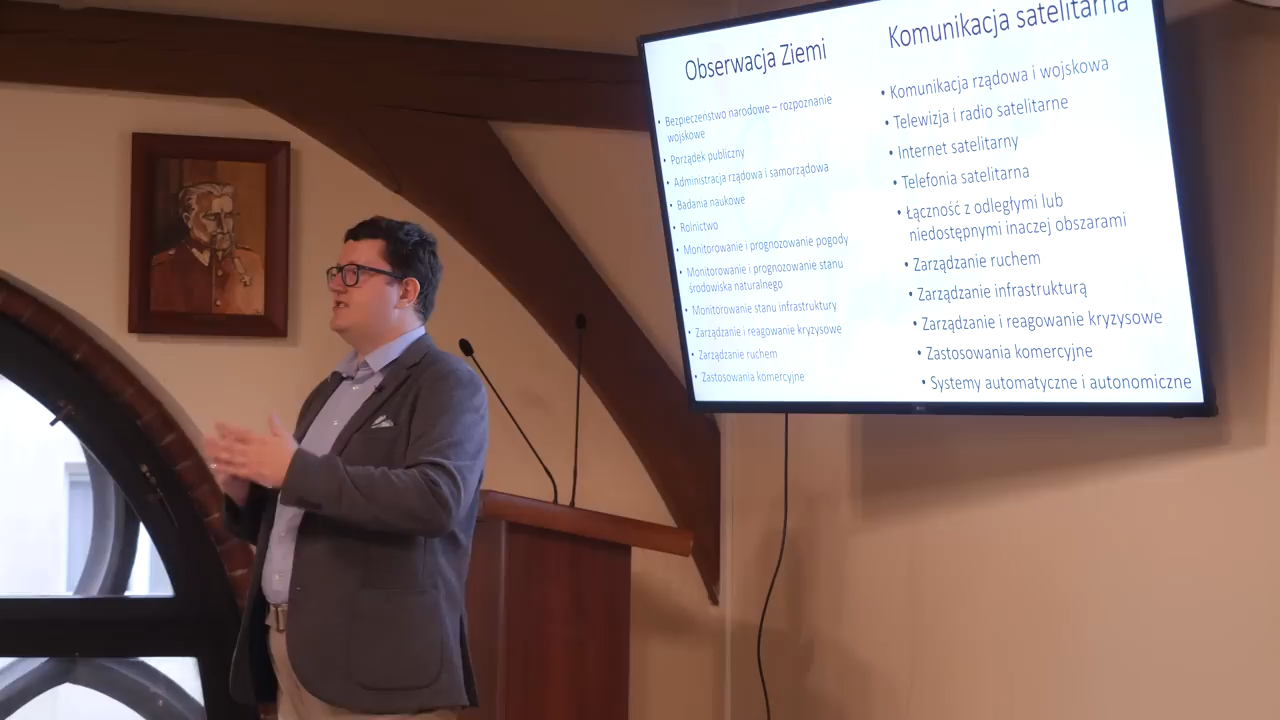 Obserwacja Ziemi
• Bezpieczeństwo narodowe – rozpoznanie
wojskowe
• Porządek publiczny
• Administracja rządowa i samorządowa
• Badania naukowe
• Rolnictwo
• Monitorowanie i prognozowanie pogody
• Monitorowanie i prognozowanie stanu
środowiska naturalnego
• Monitorowanie stanu infrastruktury
• Zarządzanie i reagowanie kryzysowe
• Zarządzanie ruchem
• Zastosowania komercyjne
Komunikacja satelitarna
• Komunikacja rządowa i wojskowa
• Telewizja i radio satelitarne
• Internet satelitarny
• Telefonia satelitarna
• Łączność z odległymi lub
niedostępnymi inaczej obszarami
• Zarządzanie ruchem
• Zarządzanie infrastrukturą
• Zarządzanie i reagowanie kryzysowe
• Zastosowania komercyjne
• Systemy automatyczne i autonomiczne